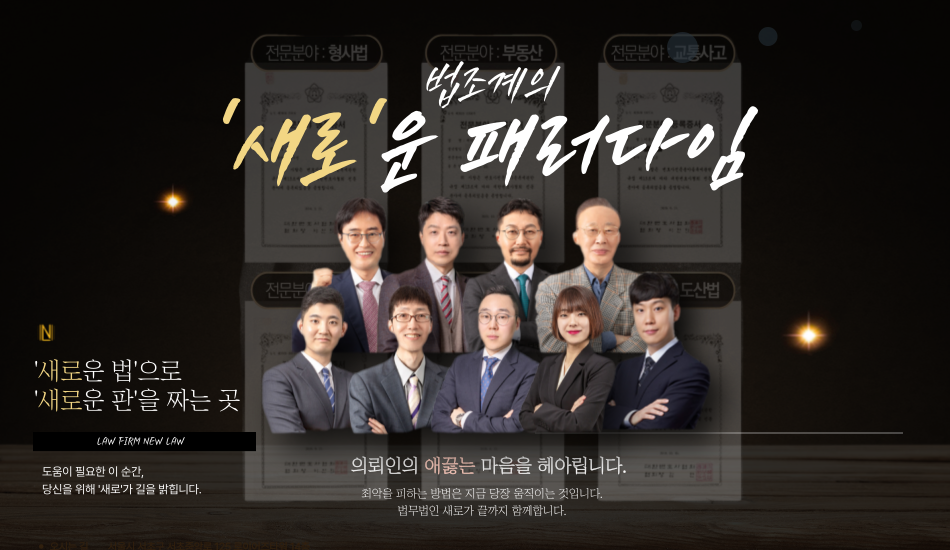 전문분야 : 형사법
전문분야 : 부동산
전문분야 : 교통사고
법조계의
'새로'운 패러다임
전문분
도산법
N
'새로운 법'으로
'새로운 판'을 짜는 곳
LAW FIRM NEW LAW
도움이 필요한 이 순간,
당신을 위해 '새로'가 길을 밝힙니다.
의뢰인의 애끓는 마음을 헤아립니다.
최악을 피하는 방법은 지금 당장 움직이는 것입니다.
법무법인 새로가 끝까지 함께합니다.